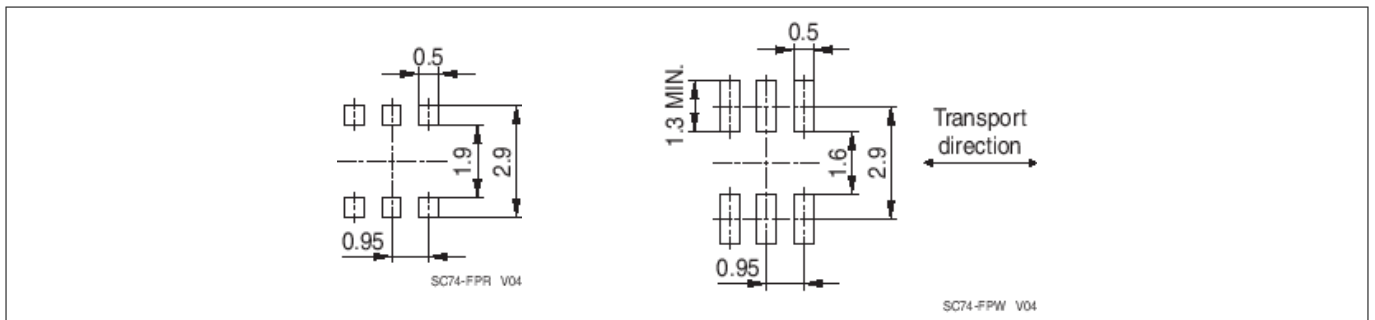 0.5
1.9
2.9
0.95
SC74-FPR V04
0.5
1.3 MIN.
1.6
2.9
0.95
Transport
direction
SC74-FPW V04